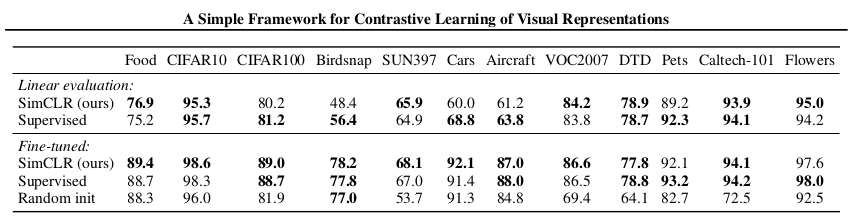 A Simple Framework for Contrastive Learning of Visual Representations
Food CIFAR10 CIFAR100 Birdsnap SUN397 Cars Aircraft VOC2007 DTD Pets Caltech-101 Flowers
Linear evaluation:
SimCLR (ours) 76.9 95.3 80.2 48.4 65.9 60.0 61.2 84.2 78.9 89.2 93.9 95.0
Supervised 75.2 95.7 81.2 56.4 64.9 68.8 63.8 83.8 78.7 92.3 94.1 94.2
Fine-tuned:
SimCLR (ours) 89.4 98.6 89.0 78.2 68.1 92.1 87.0 86.6 77.8 92.1 94.1 97.6
Supervised 88.7 98.3 88.7 77.8 67.0 91.4 88.0 86.5 78.8 93.2 94.2 98.0
Random init 88.3 96.0 81.9 77.0 53.7 91.3 84.8 69.4 64.1 82.7 72.5 92.5